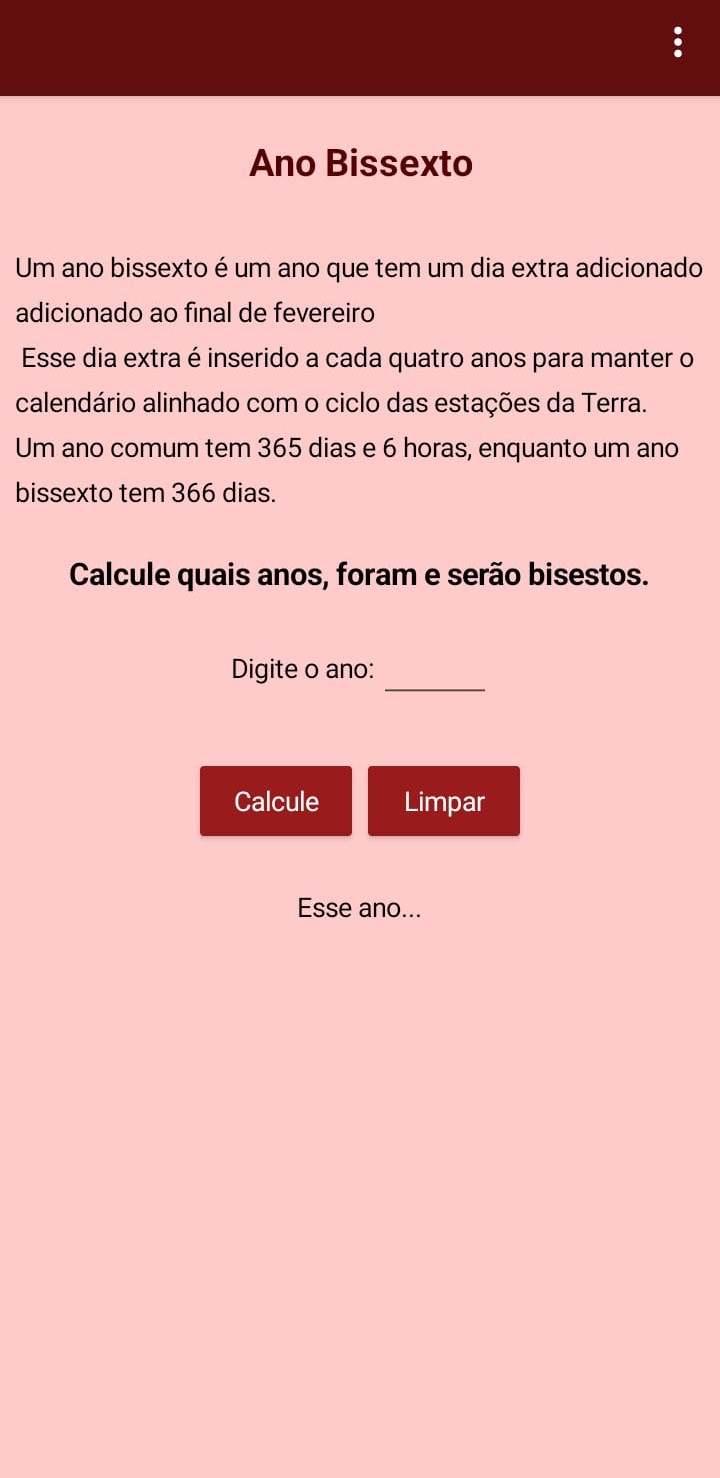 Ano Bissexto
Um ano bissexto é um ano que tem um dia extra adicionado
adicionado ao final de fevereiro
Esse dia extra é inserido a cada quatro anos para manter o
calendário alinhado com o ciclo das estações da Terra.
Um ano comum tem 365 dias e 6 horas, enquanto um ano
bissexto tem 366 dias.
Calcule quais anos, foram e serão bisestos.
Digite o ano:
Calcule Limpar
Esse ano...